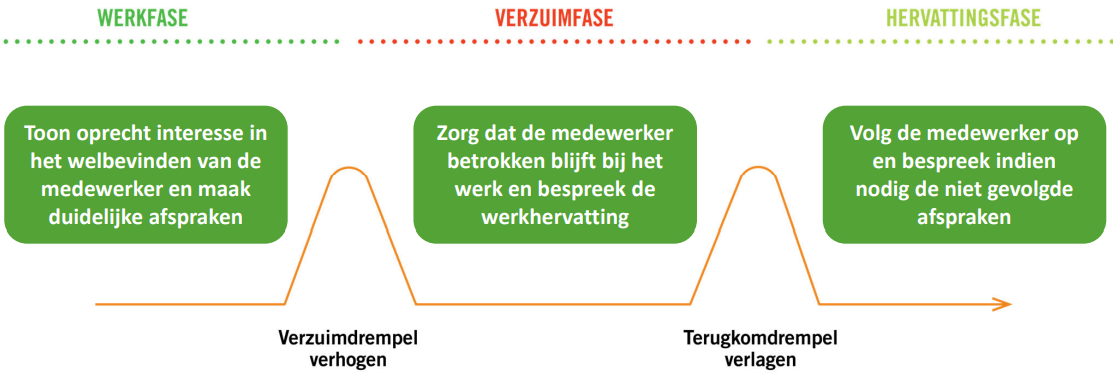 WERKFASE
VERZUIMFASE
HERVATTINGSFASE
Toon oprecht interesse in
het welbevinden van de
medewerker en maak
duidelijke afspraken
Zorg dat de medewerker
betrokken blijft bij het
werk en bespreek de
werkhervatting
Volg de medewerker op
en bespreek indien
nodig de niet gevolgde
afspraken
Verzuimdrempel
verhogen
Terugkomdrempel
verlagen